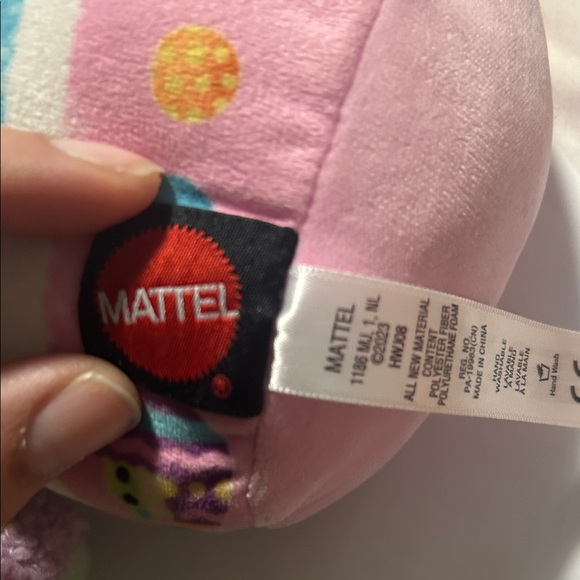 MATTEL
®
MATTEL
1186 MJ, 1, NL
©2023
HWJ08
ALL NEW MATERIAL
CONTENT
POLYESTER FIBER
POLYURETHANE FOAM
REG. NO.
PA-19965(CN)
MADE IN CHINA
HAND
WASHABLE
LAVABLE
À LA MAIN
Hand Wash
CE